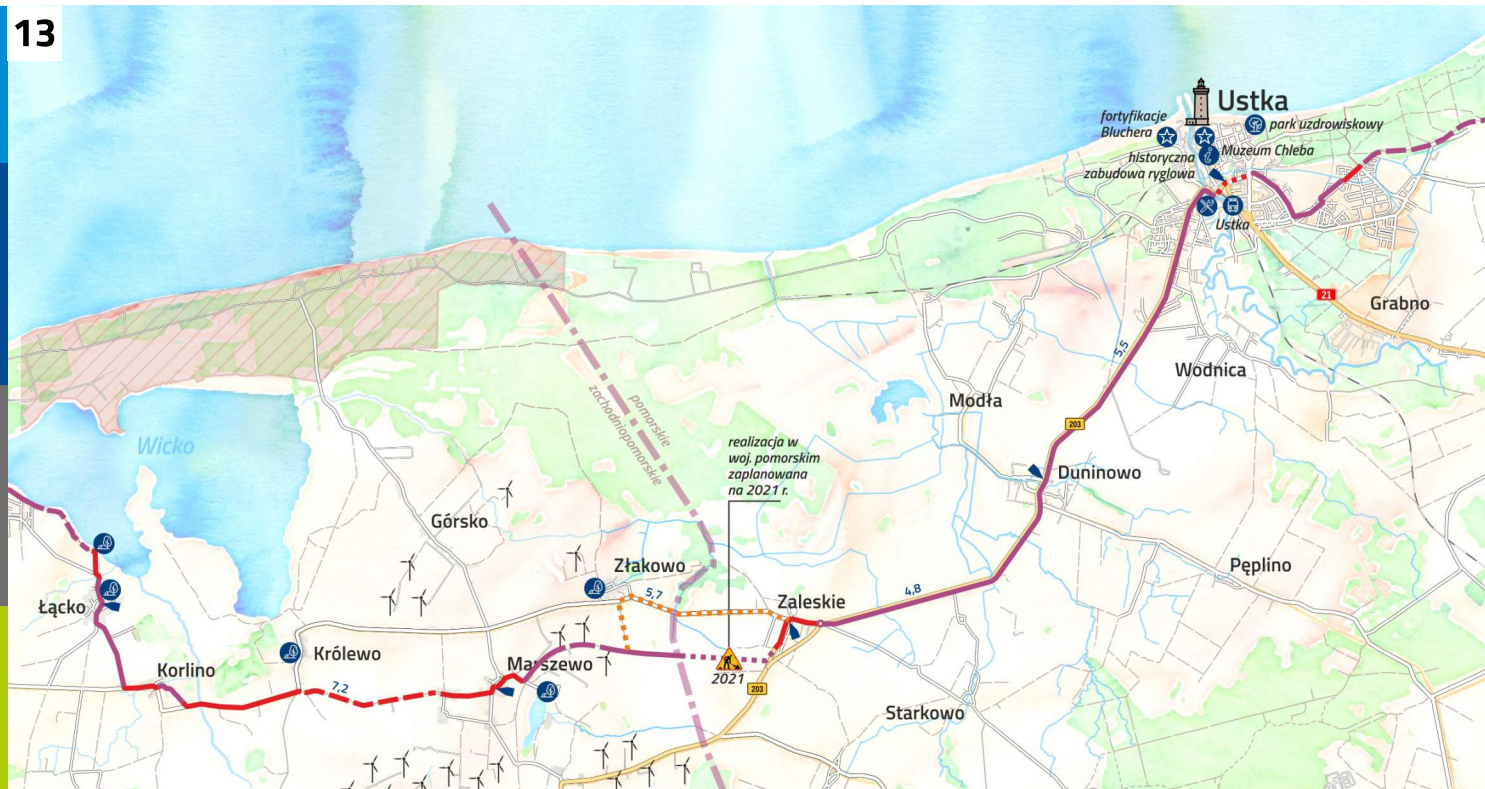 13
Ustka
fortyfikacje
Bluchera
park uzdrowiskowy
Muzeum Chleba
historyczna
zabudowa ryglowa
Ustka
21
Grabno
5,5
Wodnica
Wicko
pomorskie
zachodniopomorskie
Modła
203
realizacja w
woj. pomorskim
zaplanowana
na 2021 r.
Duninowo
Górsko
Złakowo
5,7
Pęplino
4,8
Zaleskie
Łącko
Królewo
Korlino
Marszewo
7,2
2021
203
Starkowo